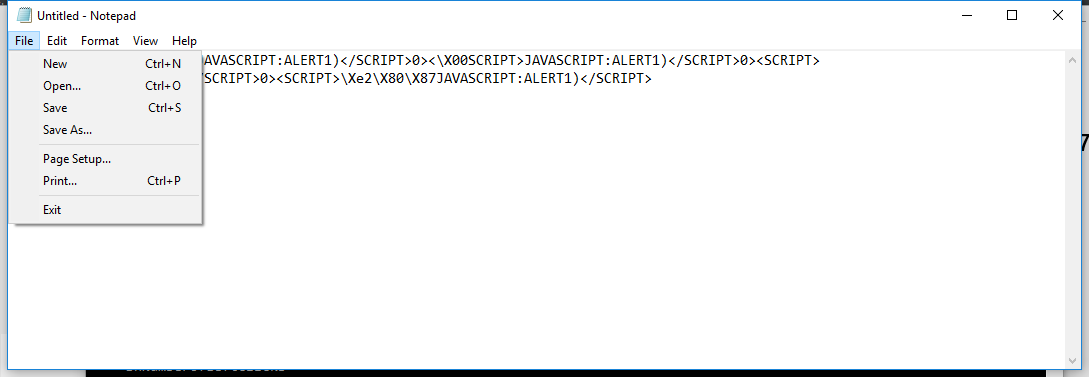 Untitled - Notepad
File Edit Format View Help
New Ctrl+N
Open... Ctrl+O
Save Ctrl+S
Save As...
Page Setup...
Print... Ctrl+P
Exit
AVASCRIPT:ALERT1)</SCRIPT>0><\X00SCRIPT>JAVASCRIPT:ALERT1)</SCRIPT>0><SCRIPT>
SCRIPT>0><SCRIPT>\Xe2\X80\X87JAVASCRIPT:ALERT1)</SCRIPT>
7